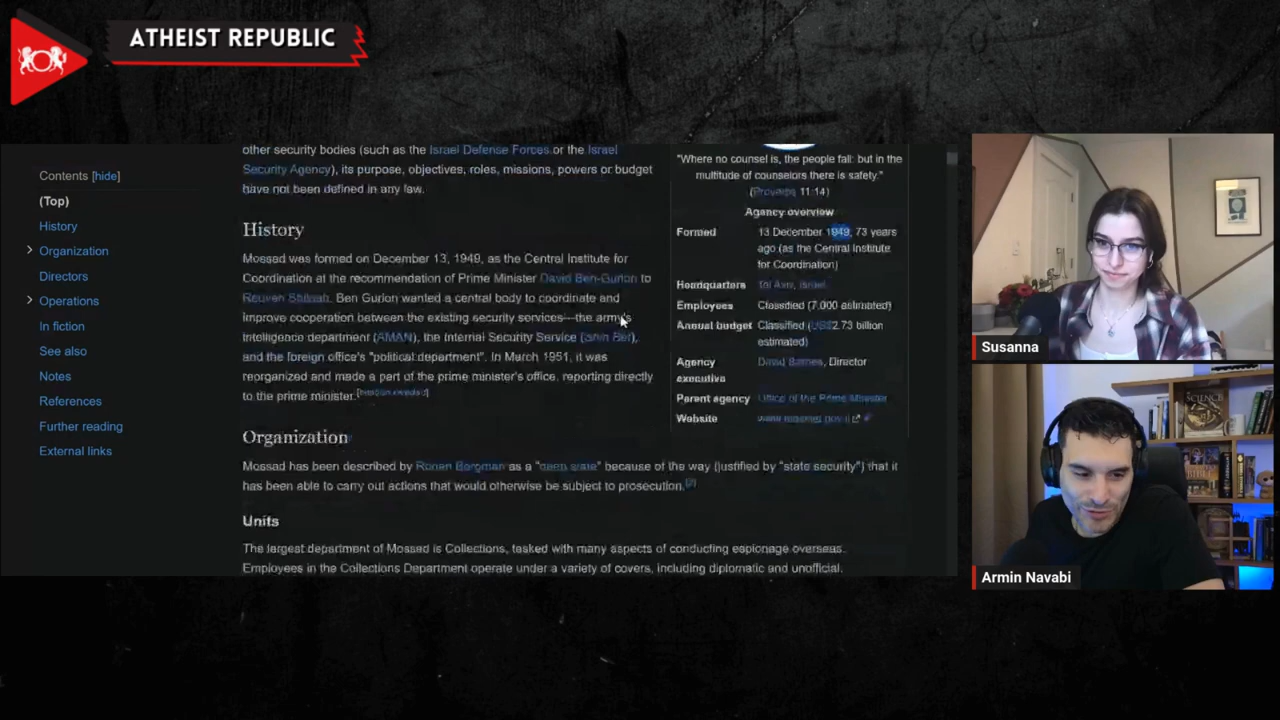 ATHEIST REPUBLIC
other security bodies (such as the Israel Defense Forces or the Israel
Security Agency), its purpose, objectives, roles, missions, powers or budget
have not been defined in any law.
Contents [hide]
(Top)
History
Organization
Directors
Operations
In fiction
See also
Notes
References
Further reading
External links
History
Mossad was formed on December 13, 1949, as the Central Institute for
Coordination at the recommendation of Prime Minister David Ben-Gurion to
Reuven Shiloah. Ben Gurion wanted a central body to coordinate and
improve cooperation between the existing security services—the army's
intelligence department (AMAN), the Internal Security Service (Shin Bet),
and the foreign office's "political department". In March 1951, it was
reorganized and made a part of the prime minister's office, reporting directly
to the prime minister.
Organization
Mossad has been described by Ronen Bergman as a "deep state" because of the way (justified by "state security") that it
has been able to carry out actions that would otherwise be subject to prosecution.[2]
Units
The largest department of Mossad is Collections, tasked with many aspects of conducting espionage overseas.
Employees in the Collections Department operate under a variety of covers, including diplomatic and unofficial.
"Where no counsel is, the people fall: but in the
multitude of counselors there is safety."
(Proverbs 11:14)
Agency overview
Formed 13 December 1949, 73 years
ago (as the Central Institute
for Coordination)
Headquarters Tel Aviv, Israel
Employees Classified (7,000 estimated)
Annual budget Classified (US$2.73 billion
estimated)
Agency David Barnea, Director
executive
Parent agency Office of the Prime Minister
Website www.mossad.gov.il
Susanna
SCIENCE
Armin Navabi